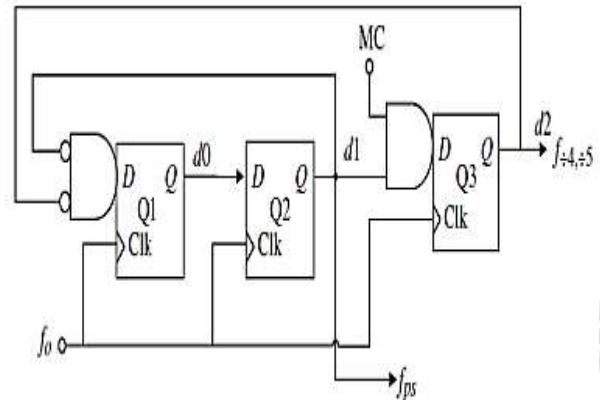 MC
d0
d1
d2
D Q
Q1
Clk
D Q
Q2
Clk
D Q
Q3
Clk
f÷4,÷5
fo
fps